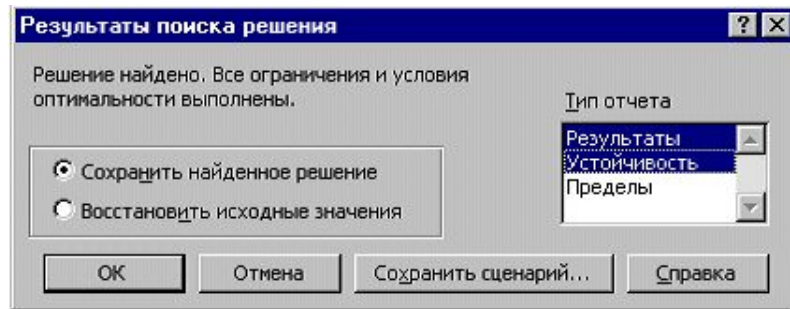 Результаты поиска решения
Решение найдено. Все ограничения и условия
оптимальности выполнены.
Тип отчета
Результаты
Устойчивость
Пределы
Сохранить найденное решение
Восстановить исходные значения
ОК
Отмена
Сохранить сценарий...
Справка